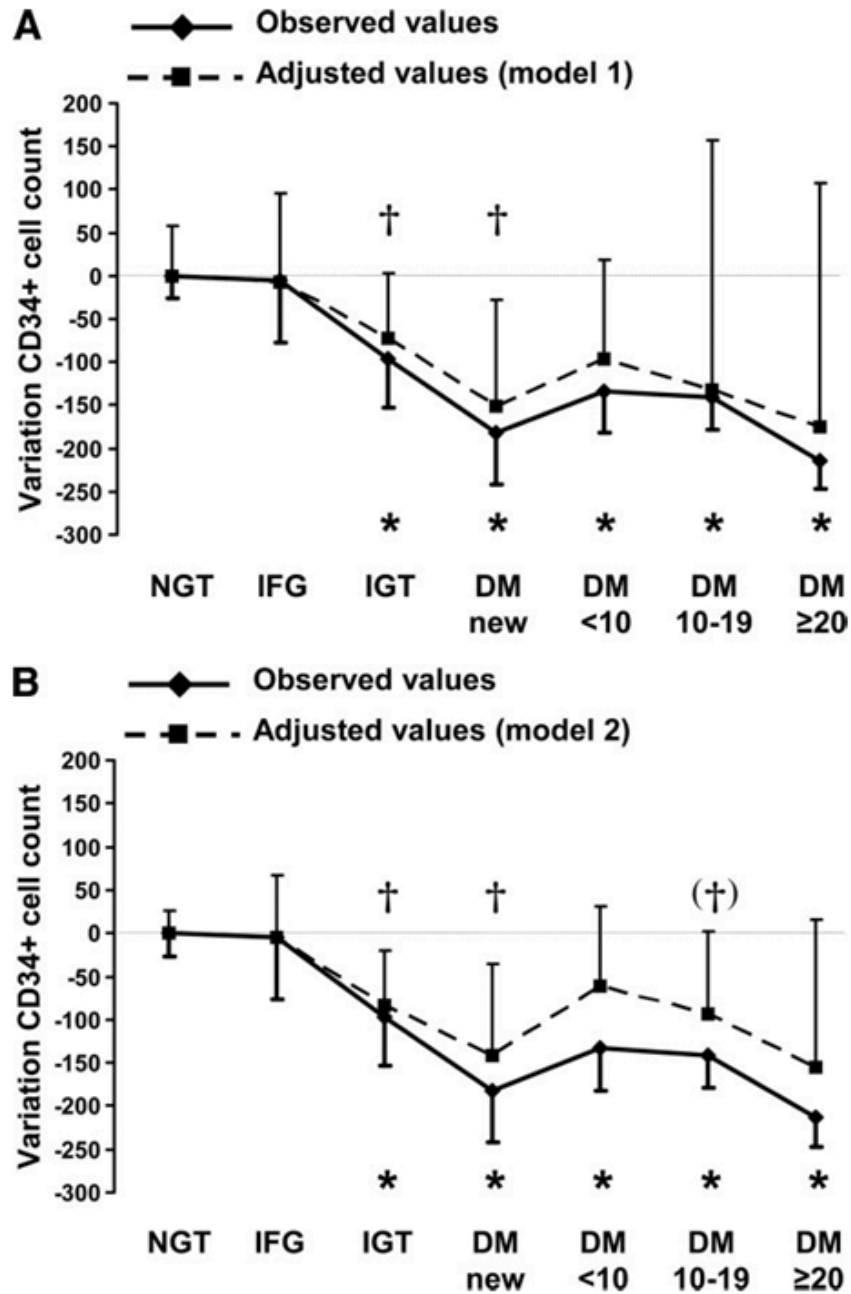 A
Observed values
Adjusted values (model 1)
Variation CD34+ cell count
200
150
100
50
0
-50
-100
-150
-200
-250
-300
† †
* * * * *
NGT IFG IGT DM DM DM DM
new <10 10-19 ≥20
B
Observed values
Adjusted values (model 2)
Variation CD34+ cell count
200
150
100
50
0
-50
-100
-150
-200
-250
-300
† † (†)
* * * * *
NGT IFG IGT DM DM DM DM
new <10 10-19 ≥20